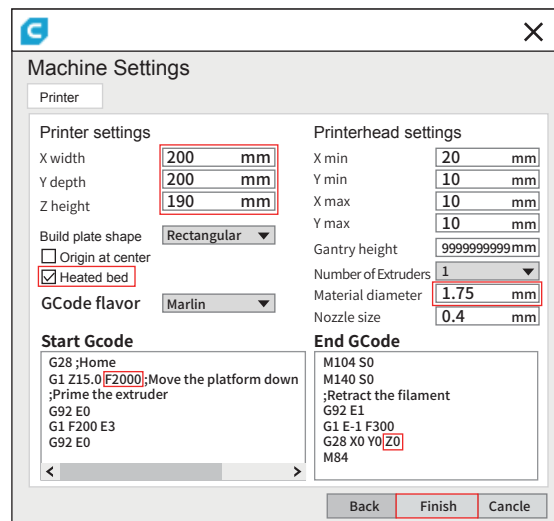 Machine Settings
Printer
Printer settings
X width 200 mm
Y depth 200 mm
Z height 190 mm
Build plate shape Rectangular
Origin at center
Heated bed
GCode flavor Marlin
Printerhead settings
X min 20 mm
Y min 10 mm
X max 10 mm
Y max 10 mm
Gantry height 9999999999mm
Number of Extruders 1
Material diameter 1.75 mm
Nozzle size 0.4 mm
Start Gcode
G28 ;Home
G1 Z15.0 F2000 ;Move the platform down
;Prime the extruder
G92 E0
G1 F200 E3
G92 E0
End GCode
M104 S0
M140 S0
;Retract the filament
G92 E1
G1 E-1 F300
G28 X0 Y0 Z0
M84
Back Finish Cancle